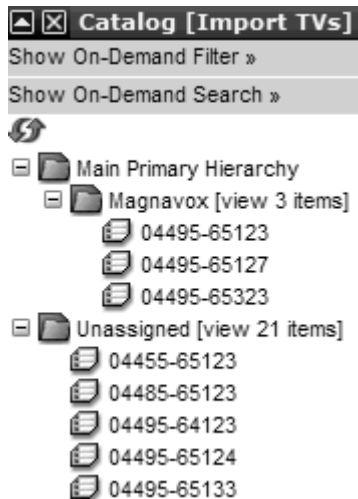 Catalog [Import TVs]
Show On-Demand Filter »
Show On-Demand Search »
Main Primary Hierarchy
Magnavox [view 3 items]
04495-65123
04495-65127
04495-65323
Unassigned [view 21 items]
04455-65123
04485-65123
04495-64123
04495-65124
04495-65133